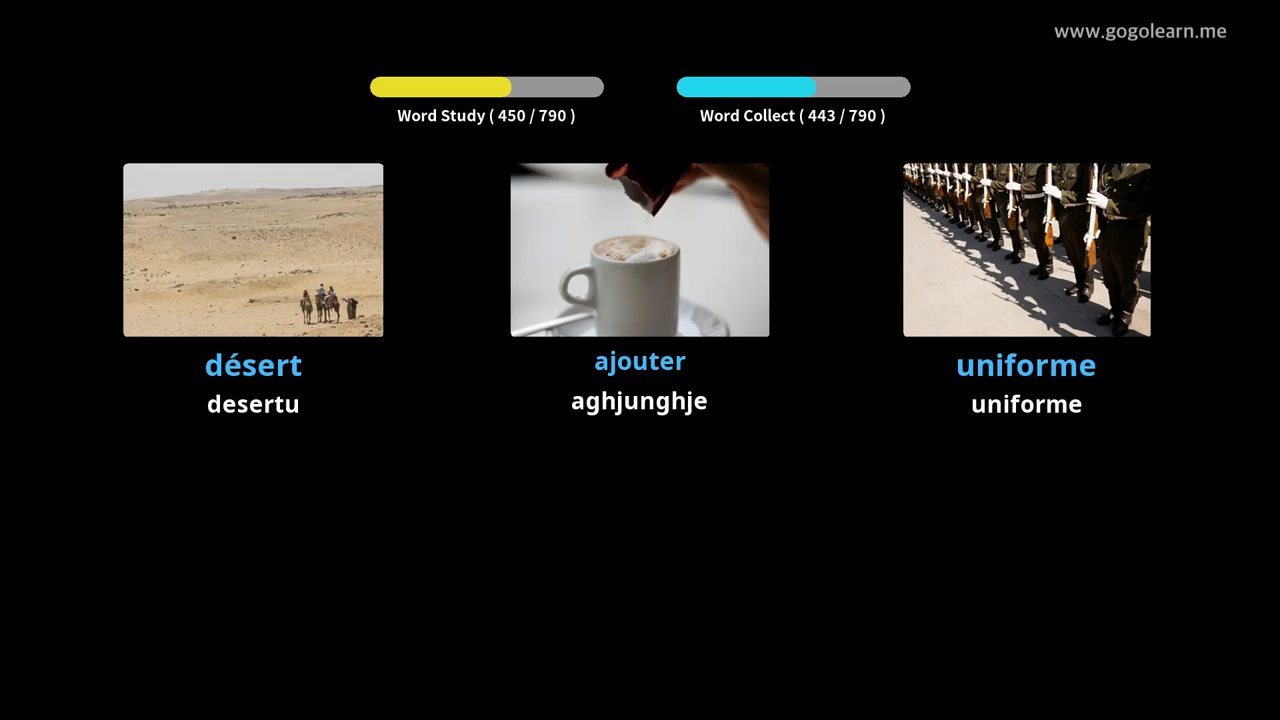 www.gogolearn.me
Word Study ( 450 / 790 )
Word Collect ( 443 / 790 )
désert
desertu
ajouter
aghjunghje
uniforme
uniforme